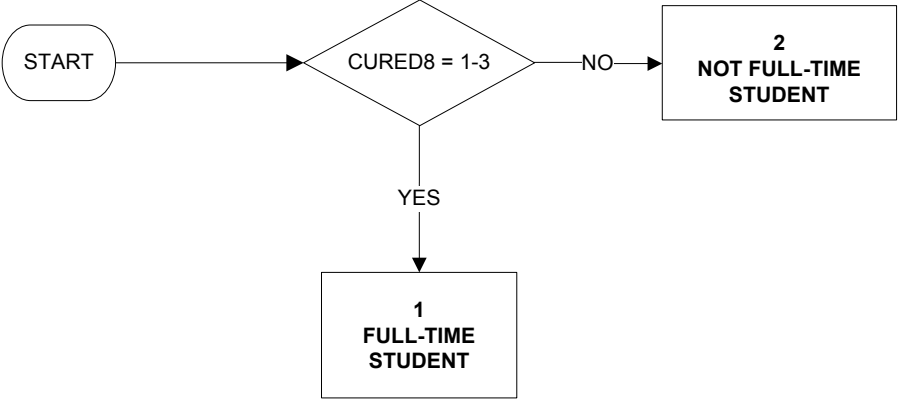 START
CURED8 = 1-3
NO
2
NOT FULL-TIME
STUDENT
YES
1
FULL-TIME
STUDENT